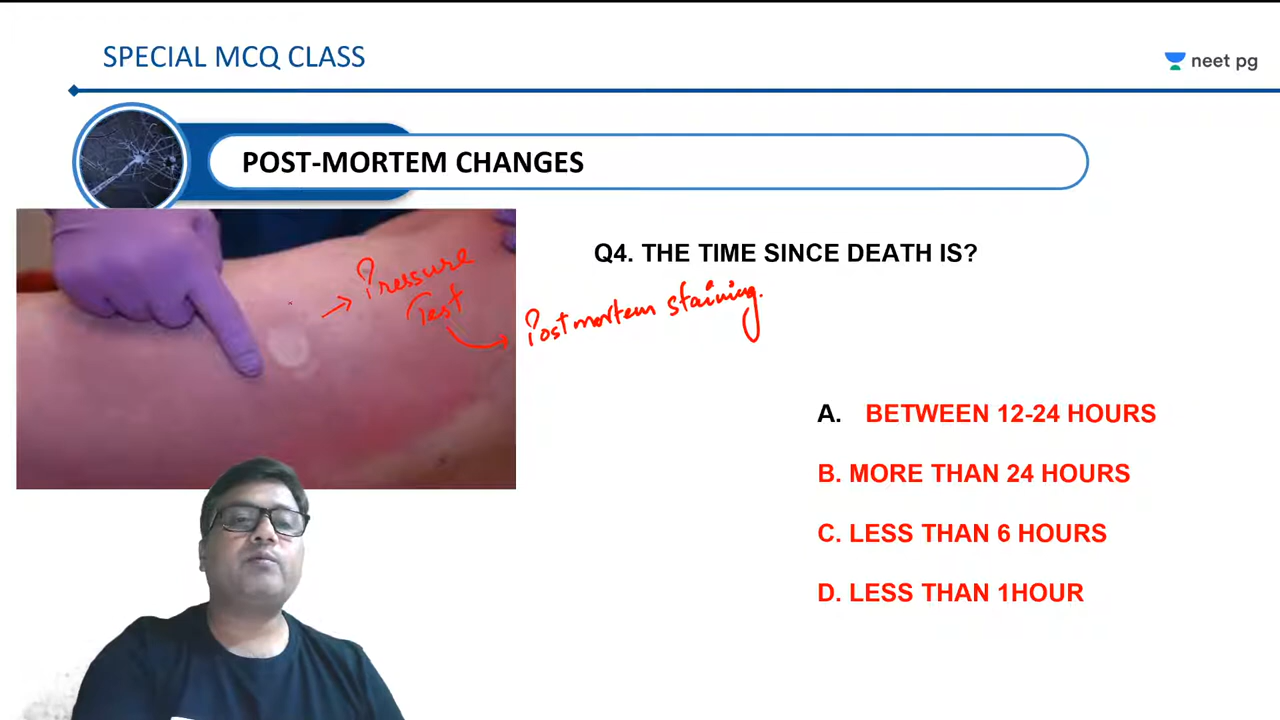 SPECIAL MCQ CLASS
neet pg
POST-MORTEM CHANGES
Q4. THE TIME SINCE DEATH IS?
Pressure
Test
Postmortem staining.
A. BETWEEN 12-24 HOURS
B. MORE THAN 24 HOURS
C. LESS THAN 6 HOURS
D. LESS THAN 1HOUR